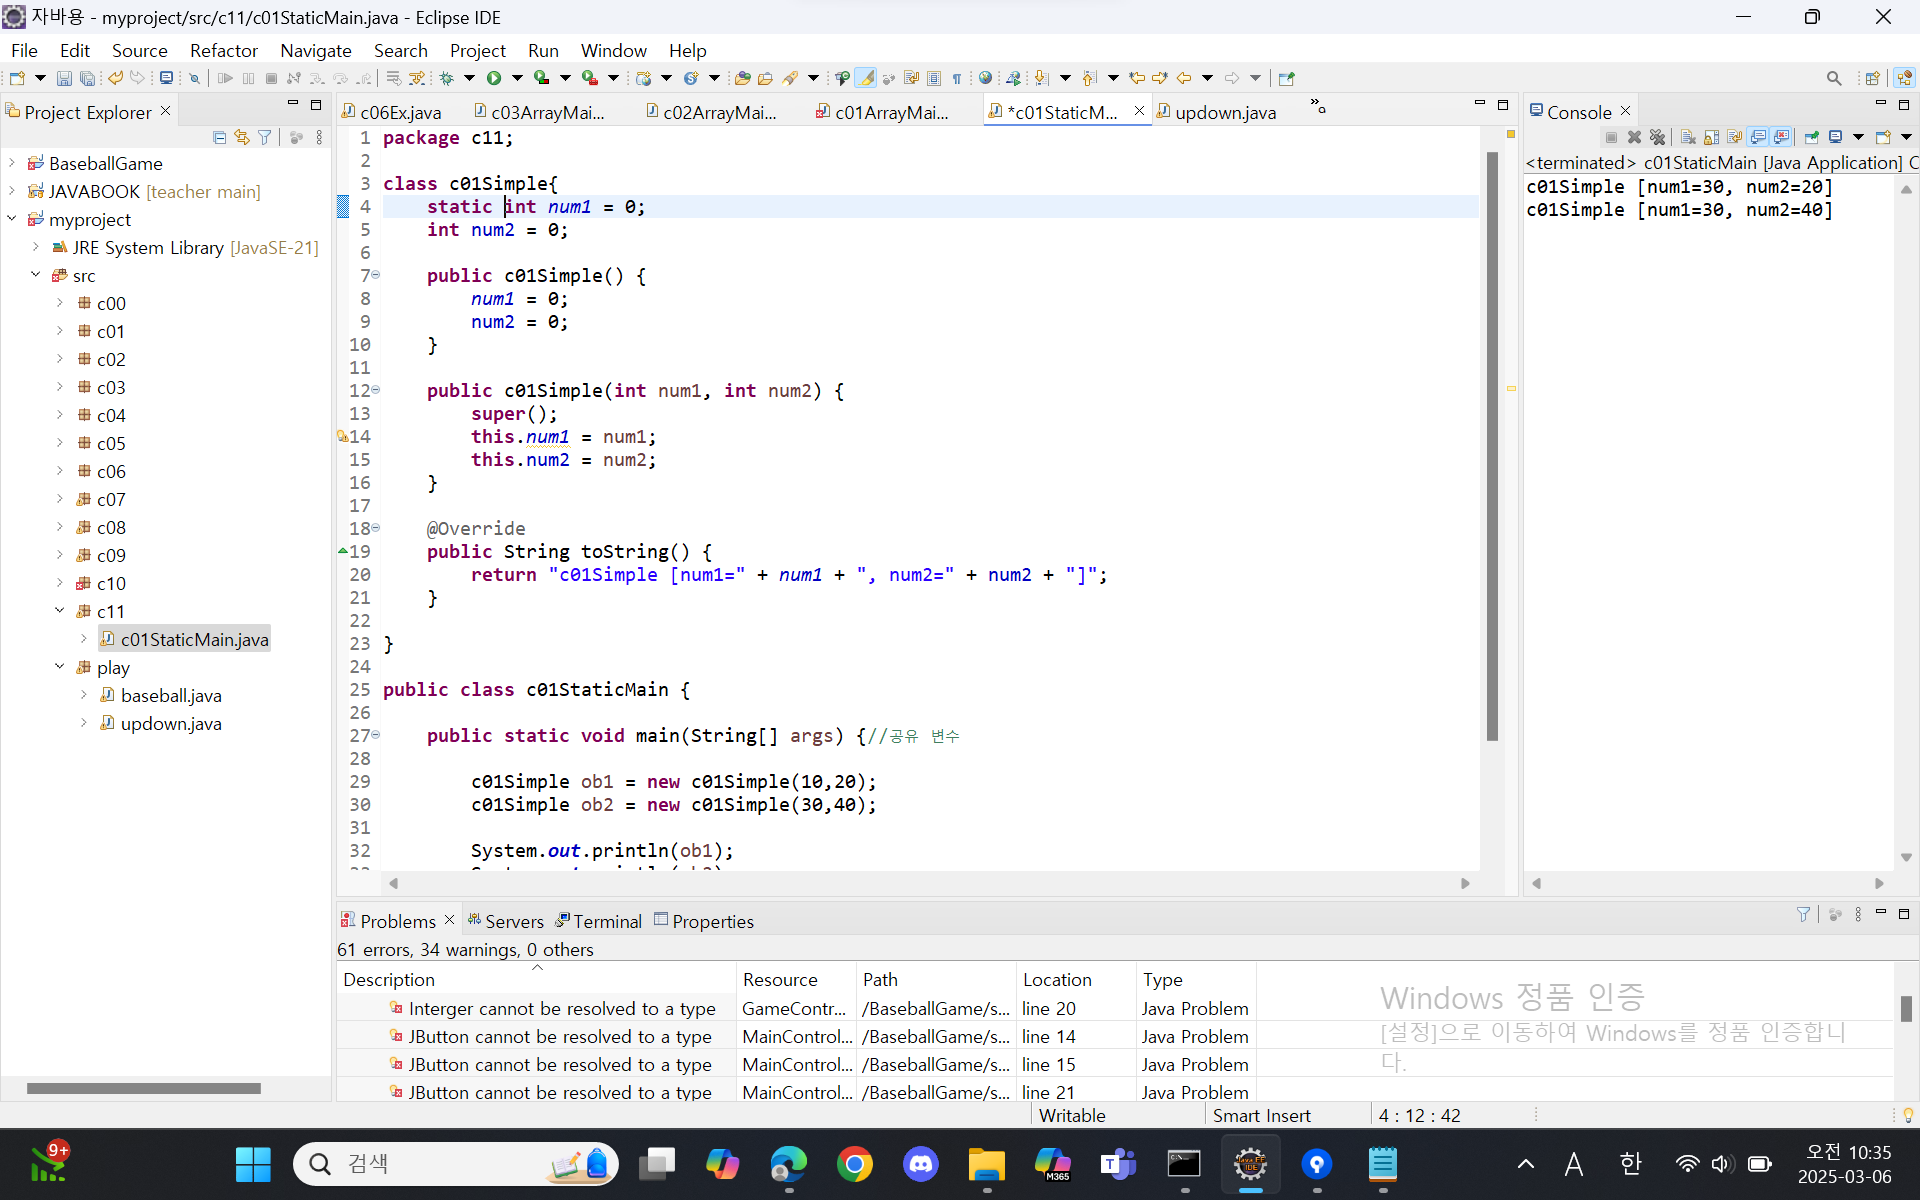 자바용 - myproject/src/c11/c01StaticMain.java - Eclipse IDE
File Edit Source Refactor Navigate Search Project Run Window Help
Project Explorer
BaseballGame
JAVABOOK [teacher main]
myproject
JRE System Library [JavaSE-21]
src
c00
c01
c02
c03
c04
c05
c06
c07
c08
c09
c10
c11
c01StaticMain.java
play
baseball.java
updown.java
c06Ex.java c03ArrayMai... c02ArrayMai... c01ArrayMai... *c01StaticM... updown.java
1 package c11;
2
3 class c01Simple{
4 static int num1 = 0;
5 int num2 = 0;
6
7 public c01Simple() {
8 num1 = 0;
9 num2 = 0;
10 }
11
12 public c01Simple(int num1, int num2) {
13 super();
14 this.num1 = num1;
15 this.num2 = num2;
16 }
17
18 @Override
19 public String toString() {
20 return "c01Simple [num1=" + num1 + ", num2=" + num2 + "]";
21 }
22
23 }
24
25 public class c01StaticMain {
26
27 public static void main(String[] args) {//공유 변수
28
29 c01Simple ob1 = new c01Simple(10,20);
30 c01Simple ob2 = new c01Simple(30,40);
31
32 System.out.println(ob1);
Console
<terminated> c01StaticMain [Java Application] C
c01Simple [num1=30, num2=20]
c01Simple [num1=30, num2=40]
Problems Servers Terminal Properties
61 errors, 34 warnings, 0 others
Description Resource Path Location Type
Interger cannot be resolved to a type GameContr... /BaseballGame/s... line 20 Java Problem
JButton cannot be resolved to a type MainControl... /BaseballGame/s... line 14 Java Problem
JButton cannot be resolved to a type MainControl... /BaseballGame/s... line 15 Java Problem
JButton cannot be resolved to a type MainControl... /BaseballGame/s... line 21 Java Problem
Windows 정품 인증
[설정]으로 이동하여 Windows를 정품 인증합니
다.
Writable Smart Insert 4 : 12 : 42
9+
검색
M365
A 한
오전 10:35
2025-03-06